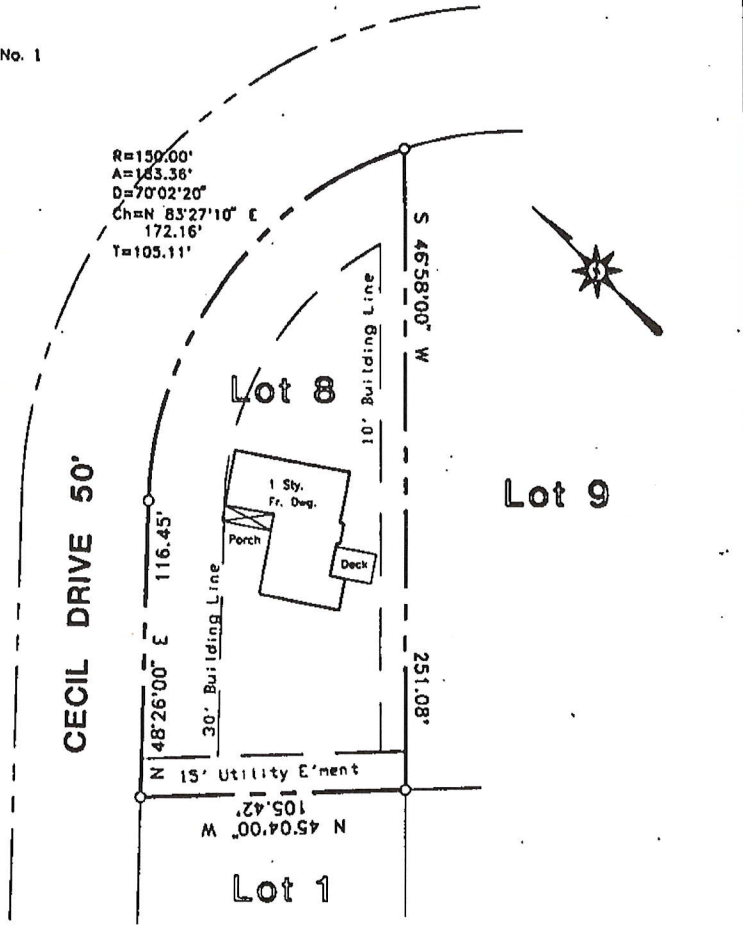 No. 1
R=150.00'
A=183.36'
D=70°02'20"
Ch=N 83°27'10" E
172.16'
T=105.11'
S 46°58'00" W
10' Building Line
Lot 8
1 Sty.
Fr. Dwg.
Porch
Deck
Lot 9
CECIL DRIVE 50'
116.45'
N 48°26'00" E
30' Building Line
251.08'
15' Utility E'ment
N 45°04'00" W
105.42'
Lot 1